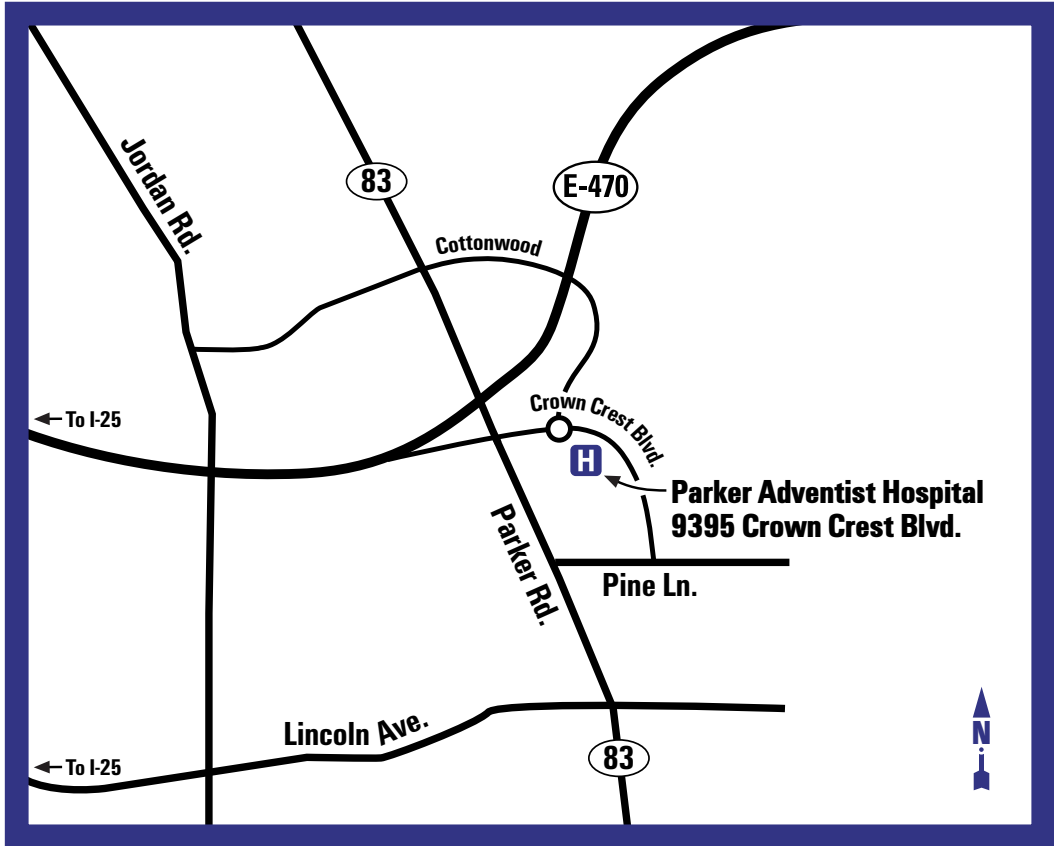 Jordan Rd.
83
E-470
Cottonwood
To I-25
Crown Crest Blvd.
H
Parker Adventist Hospital
9395 Crown Crest Blvd.
Parker Rd.
Pine Ln.
Lincoln Ave.
N
83
To I-25